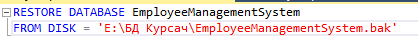 RESTORE DATABASE EmployeeManagementSystem
FROM DISK = 'E:\БД Курсач\EmployeeManagementSystem.bak'